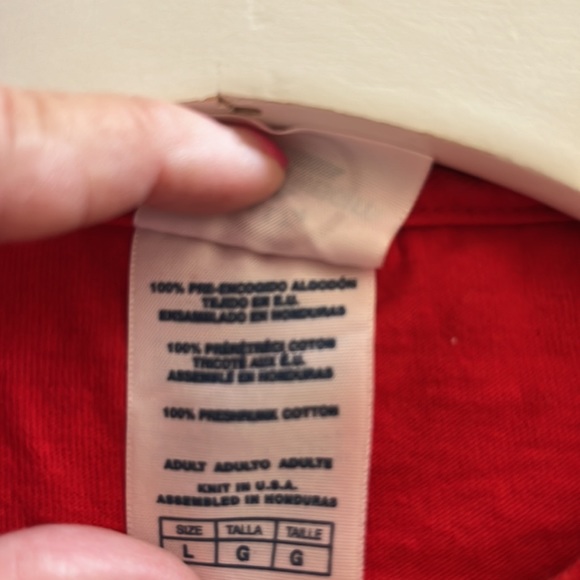 100% PRE-ENCOGIDO ALGODÓN
TEJIDO EN E.U.
ENSAMBLADO EN HONDURAS
100% PRÉRÉTRÉCI COTON
TRICOTÉ AUX É.U.
ASSEMBLÉ EN HONDURAS
100% PRESHRUNK COTTON
ADULT ADULTO ADULTE
KNIT IN U.S.A.
ASSEMBLED IN HONDURAS
SIZE TALLA TAILLE
L G G